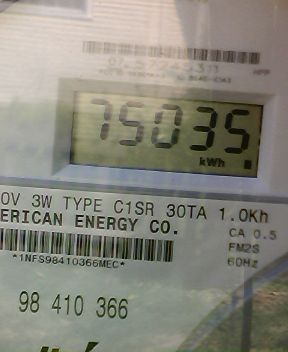 75035
kWh
0V 3W TYPE C1SR 30TA 1.0Kh
ERICAN ENERGY CO.
CA 0.5
FM2S
60Hz
*1NFS98410366MEC*
98 410 366